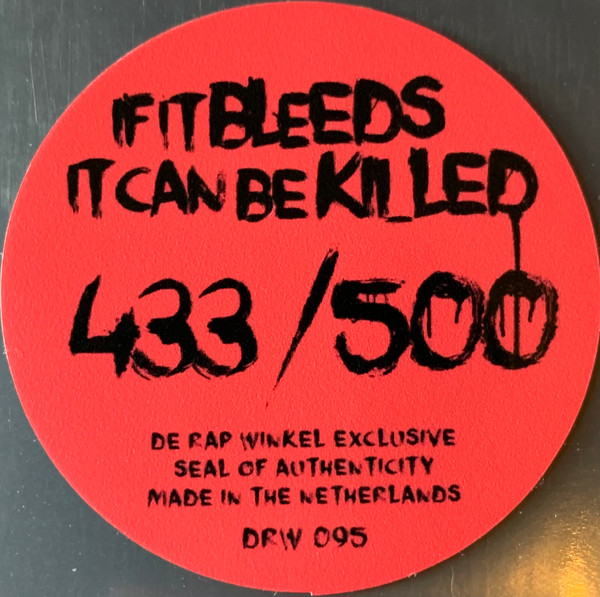 IF IT BLEEDS
IT CAN BE KILLED
433/500
DE RAP WINKEL EXCLUSIVE
SEAL OF AUTHENTICITY
MADE IN THE NETHERLANDS
DRW 095